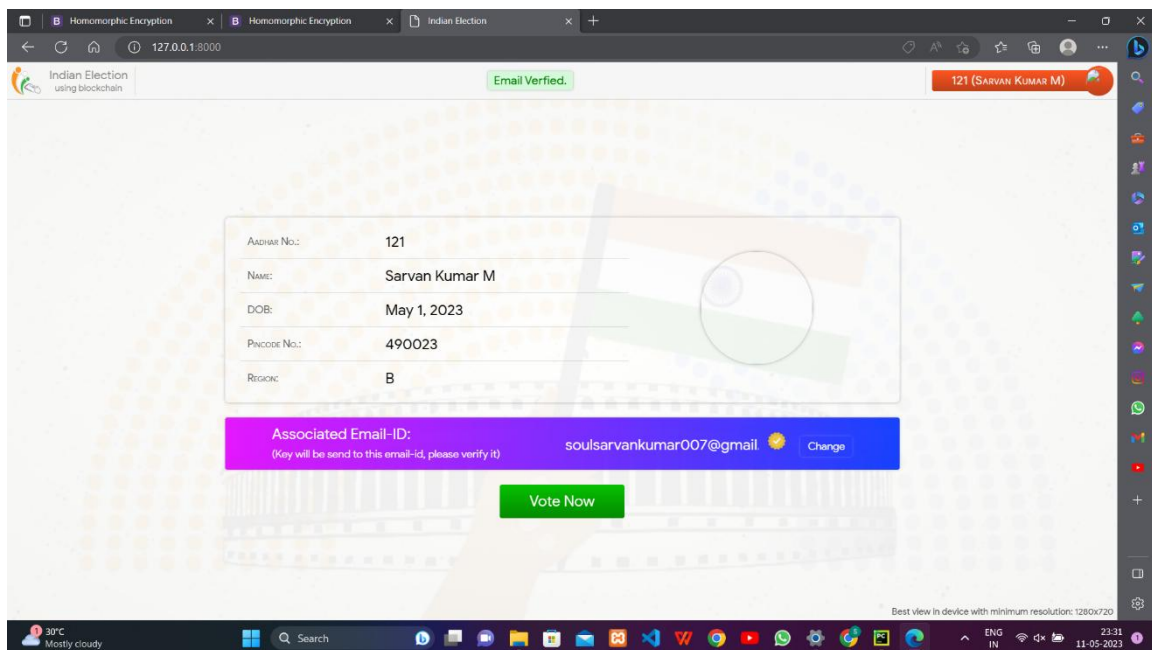 Homomorphic Encryption
Homomorphic Encryption
Indian Election
127.0.0.1:8000
Indian Election
using blockchain
Email Verfied.
121 (Sarvan Kumar M)
Aadhar No.: 121
Name: Sarvan Kumar M
DOB: May 1, 2023
Pincode No.: 490023
Region: B
Associated Email-ID:
(Key will be send to this email-id, please verify it)
soulsarvankumar007@gmail.
Change
Vote Now
Best view in device with minimum resolution: 1280x720
30°C
Mostly cloudy
Search
ENG
IN
23:31
11-05-2023